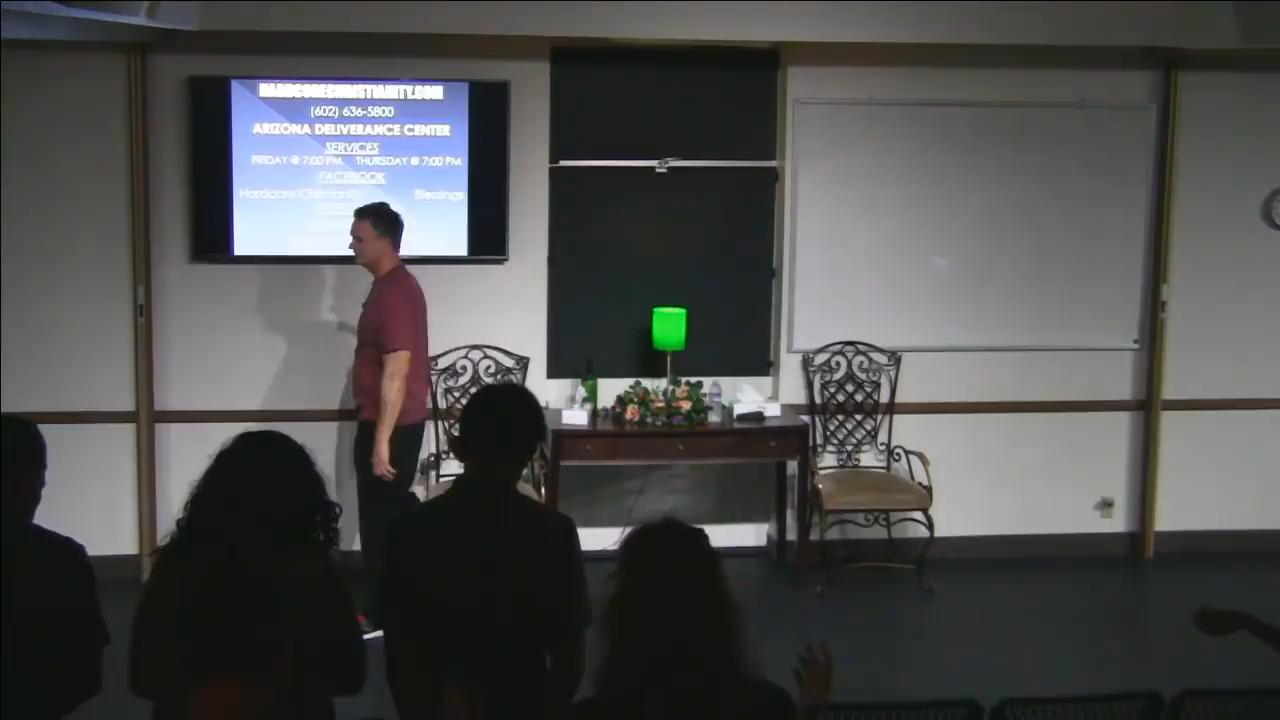 HARDCORECHRISTIANITY.COM
(602) 636-5800
ARIZONA DELIVERANCE CENTER
SERVICES
FRIDAY @ 7:00 PM THURSDAY @ 7:00 PM
FACEBOOK
Hardcore Blessings